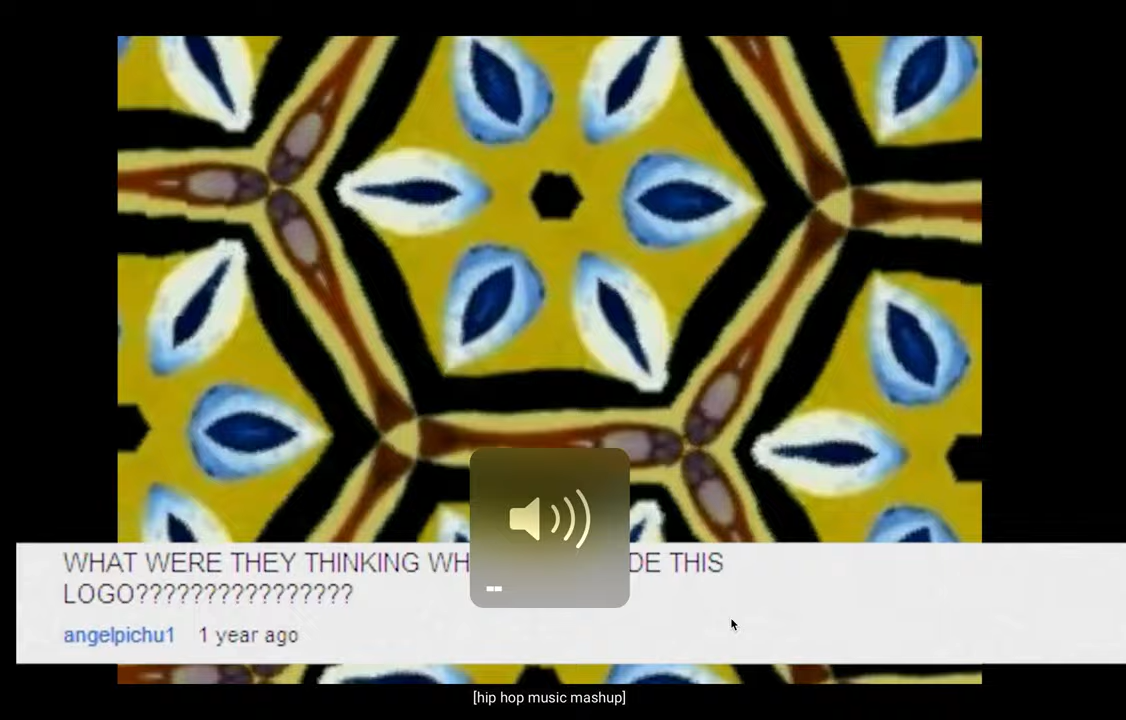 WHAT WERE THEY THINKING WH DE THIS
LOGO????????????????
angelpichu1 1 year ago
[hip hop music mashup]